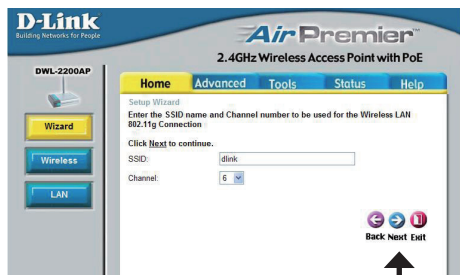 D-Link
Building Networks for People
AirPremier™
2.4GHz Wireless Access Point with PoE
DWL-2200AP
Home Advanced Tools Status Help
Wizard
Wireless
LAN
Setup Wizard
Enter the SSID name and Channel number to be used for the Wireless LAN
802.11g Connection
Click Next to continue.
SSID: dlink
Channel: 6
Back Next Exit